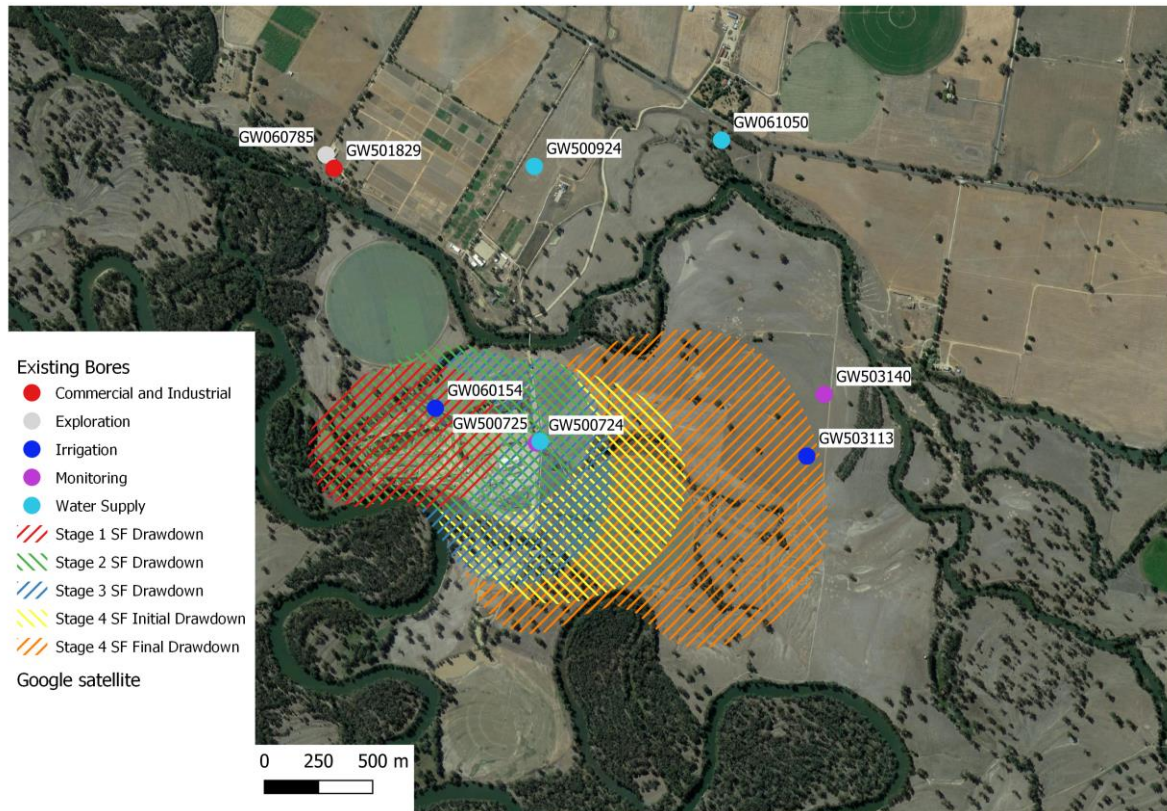 GW060785
GW501829
GW500924
GW061050
GW060154
GW500725
GW500724
GW503140
GW503113
Existing Bores
Commercial and Industrial
Exploration
Irrigation
Monitoring
Water Supply
Stage 1 SF Drawdown
Stage 2 SF Drawdown
Stage 3 SF Drawdown
Stage 4 SF Initial Drawdown
Stage 4 SF Final Drawdown
Google satellite
0 250 500 m